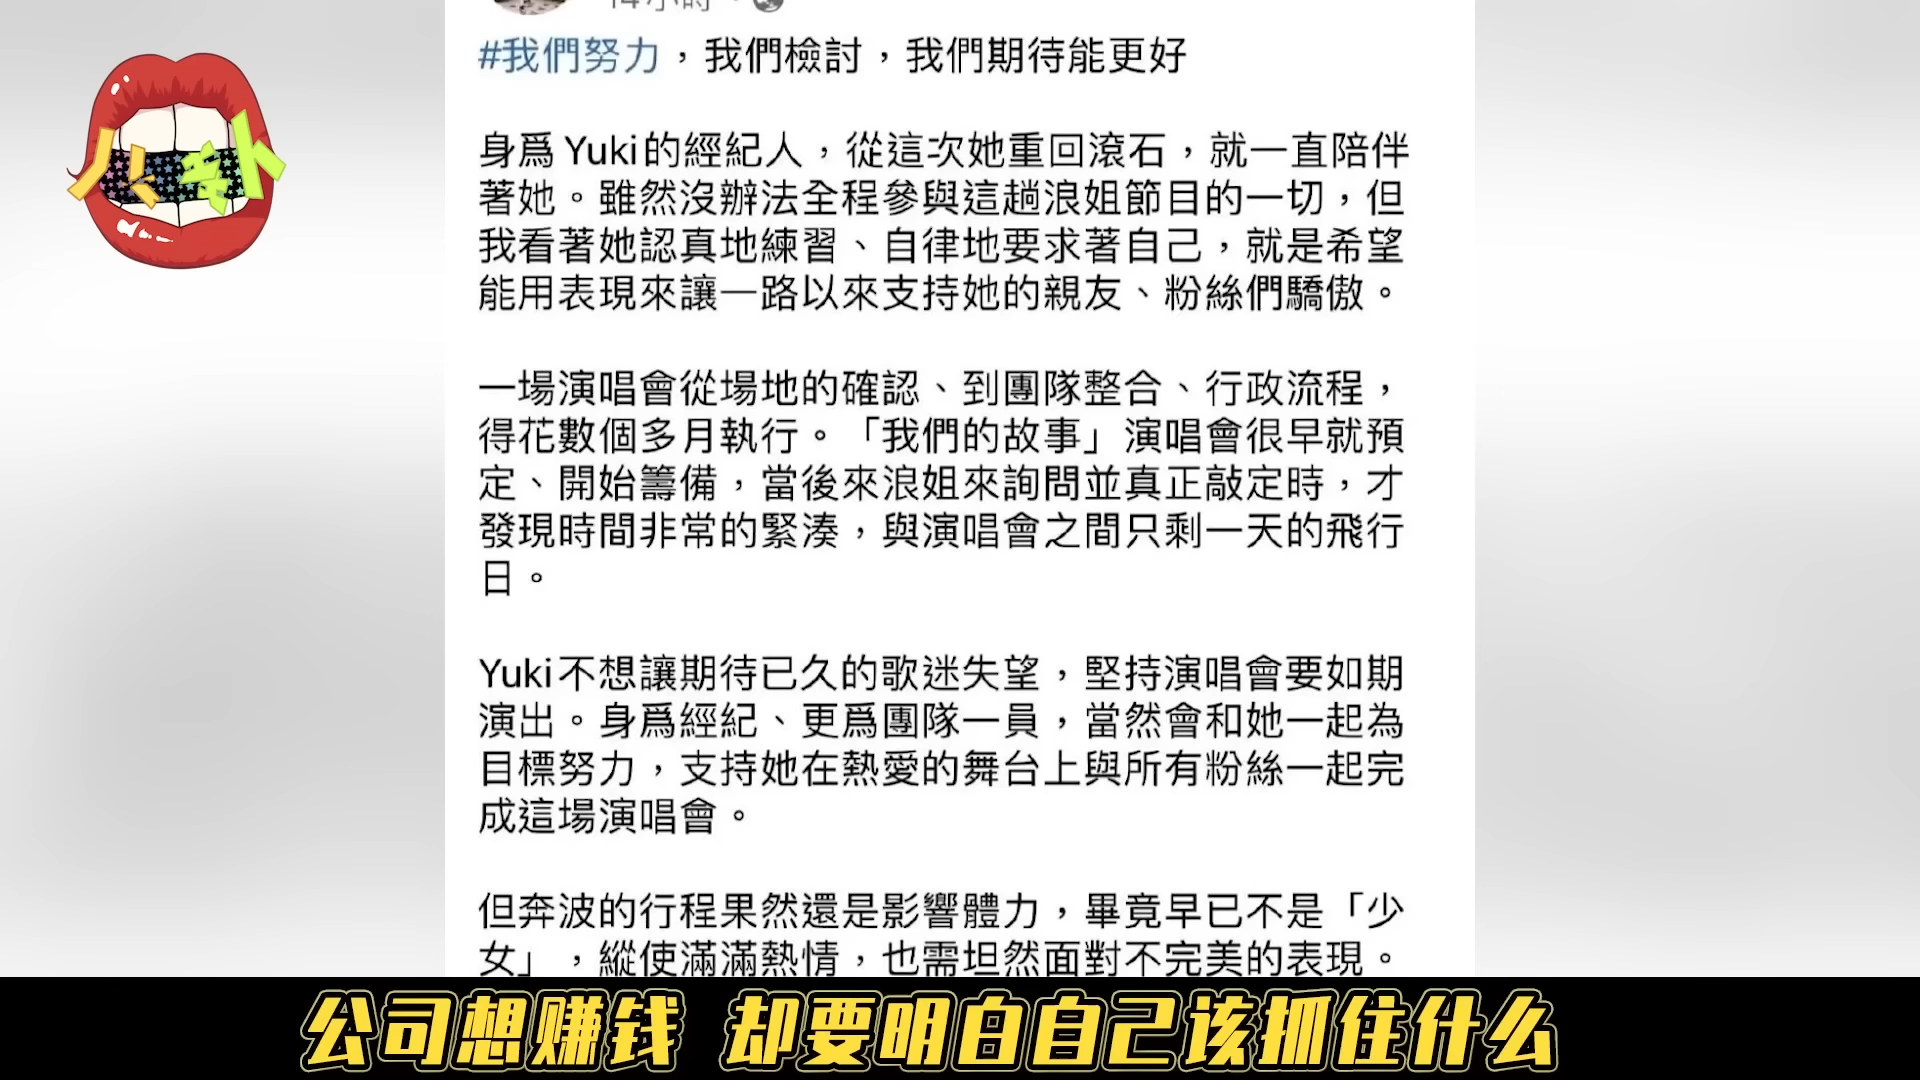 14小時
八卦
#我們努力，我們檢討，我們期待能更好
身爲 Yuki的經紀人，從這次她重回滾石，就一直陪伴
著她。雖然沒辦法全程參與這趟浪姐節目的一切，但
我看著她認真地練習、自律地要求著自己，就是希望
能用表現來讓一路以來支持她的親友、粉絲們驕傲。
一場演唱會從場地的確認、到團隊整合、行政流程，
得花數個多月執行。「我們的故事」演唱會很早就預
定、開始籌備，當後來浪姐來詢問並真正敲定時，才
發現時間非常的緊湊，與演唱會之間只剩一天的飛行
日。
Yuki不想讓期待已久的歌迷失望，堅持演唱會要如期
演出。身爲經紀、更爲團隊一員，當然會和她一起為
目標努力，支持她在熱愛的舞台上與所有粉絲一起完
成這場演唱會。
但奔波的行程果然還是影響體力，畢竟早已不是「少
女」，縱使滿滿熱情，也需坦然面對不完美的表現。
公司想赚钱 却要明白自己该抓住什么